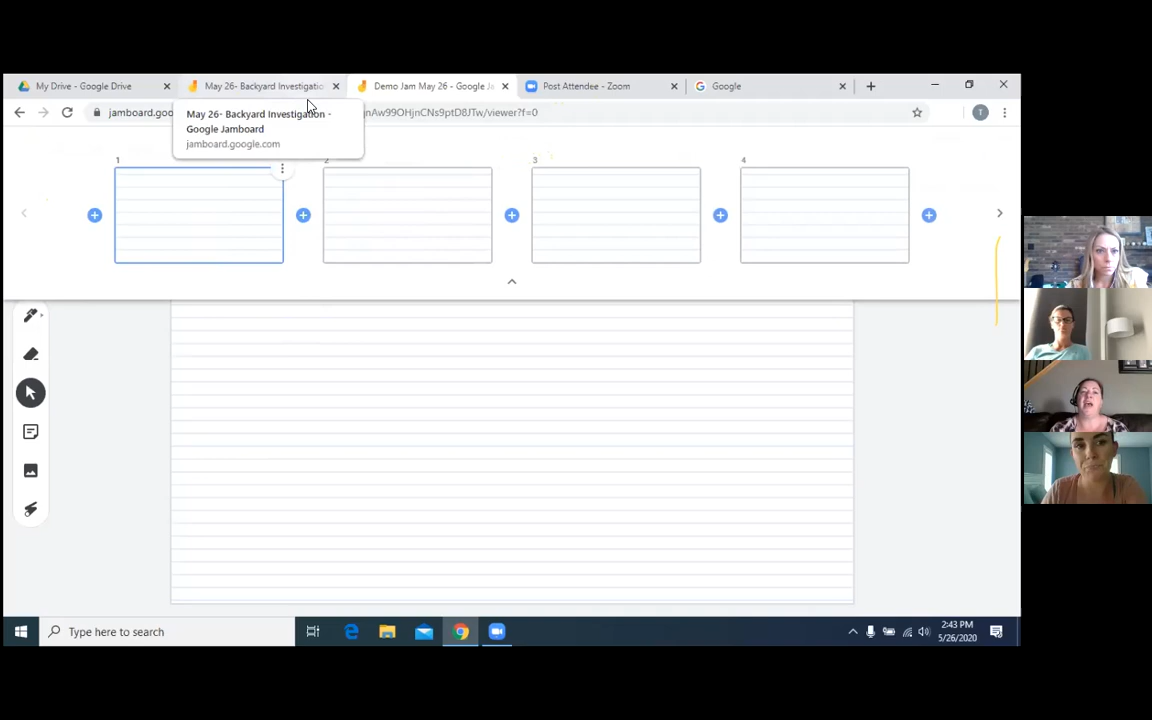 My Drive - Google Drive
May 26- Backyard Investigatio
Demo Jam May 26 - Google J
Post Attendee - Zoom
Google
jamboard.goo
jnAw99OHjnCNs9ptD8JTw/viewer?f=0
T
May 26- Backyard Investigation -
Google Jamboard
jamboard.google.com
1
2
3
4
Type here to search
2:43 PM
5/26/2020